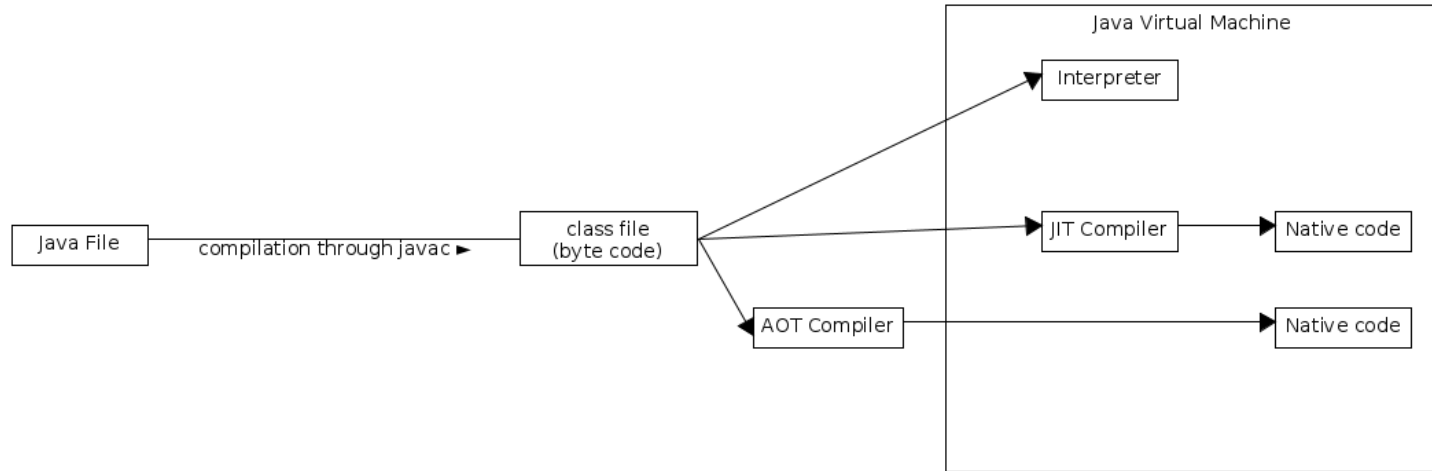 Java Virtual Machine
Interpreter
Java File
compilation through javac ►
class file
(byte code)
JIT Compiler
Native code
AOT Compiler
Native code